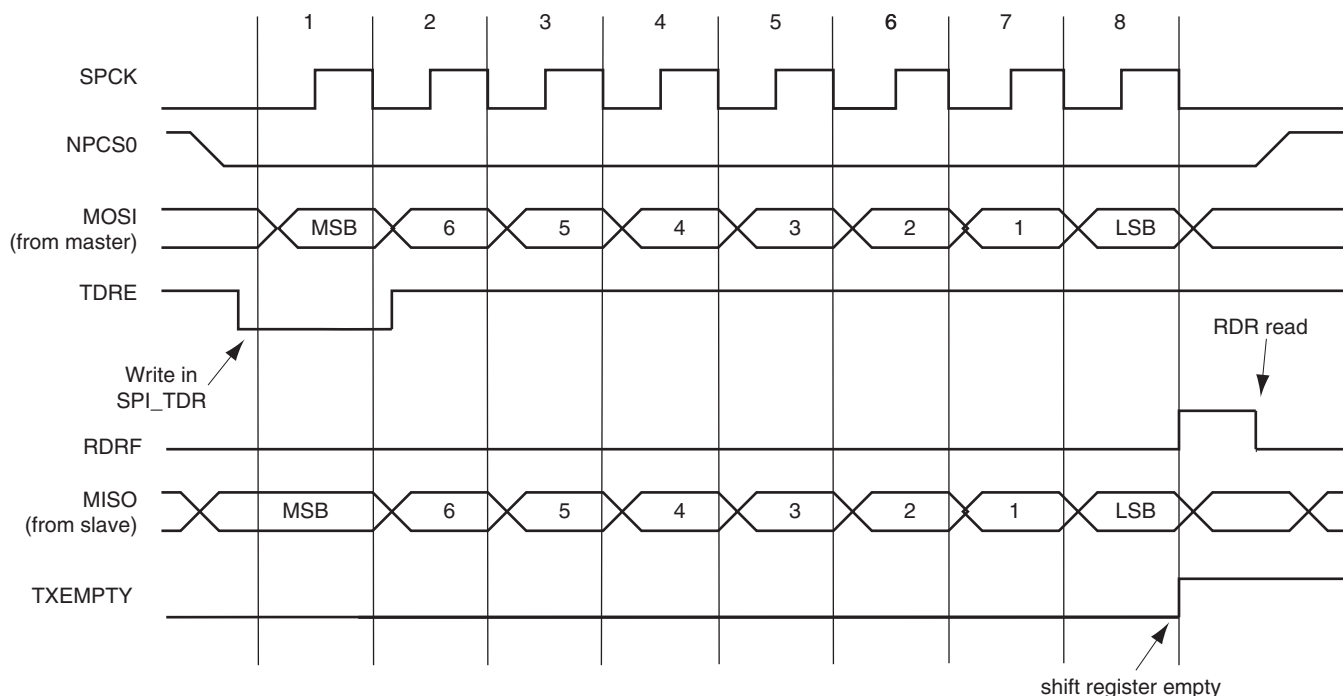 1 2 3 4 5 6 7 8
SPCK
NPCS0
MOSI
(from master)
MSB 6 5 4 3 2 1 LSB
TDRE
RDR read
Write in
SPI_TDR
RDRF
MISO
(from slave)
MSB 6 5 4 3 2 1 LSB
TXEMPTY
shift register empty